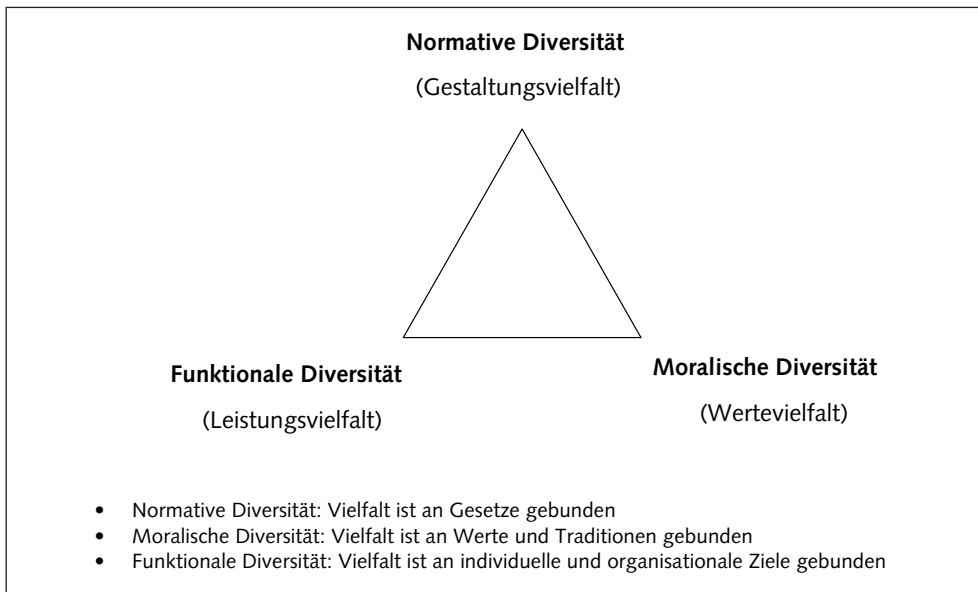 Normative Diversität
(Gestaltungsvielfalt)
Funktionale Diversität
(Leistungsvielfalt)
Moralische Diversität
(Wertevielfalt)
• Normative Diversität: Vielfalt ist an Gesetze gebunden
• Moralische Diversität: Vielfalt ist an Werte und Traditionen gebunden
• Funktionale Diversität: Vielfalt ist an individuelle und organisationale Ziele gebunden